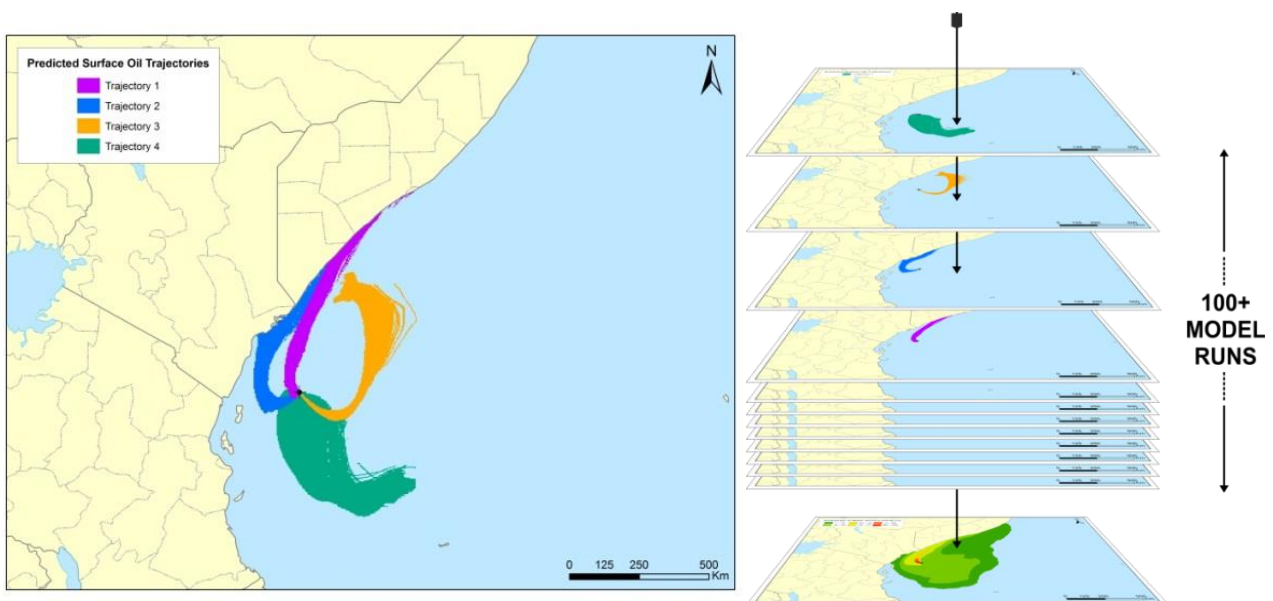 Predicted Surface Oil Trajectories
Trajectory 1
Trajectory 2
Trajectory 3
Trajectory 4
N
0 125 250 500
Km
100+
MODEL
RUNS